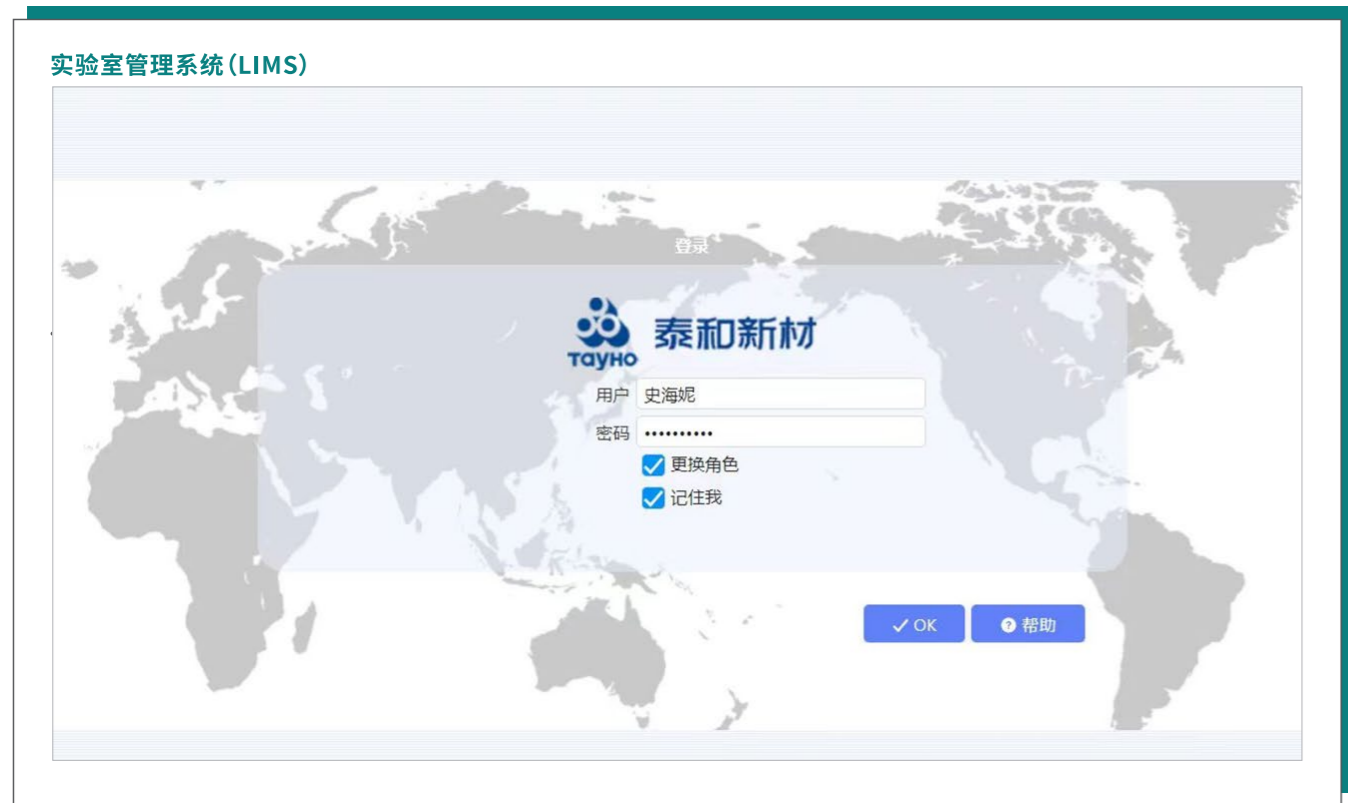 实验室管理系统(LIMS)
登录
泰和新材
TAYHO
用户 史海妮
密码 ••••••••••
更换角色
记住我
OK 帮助